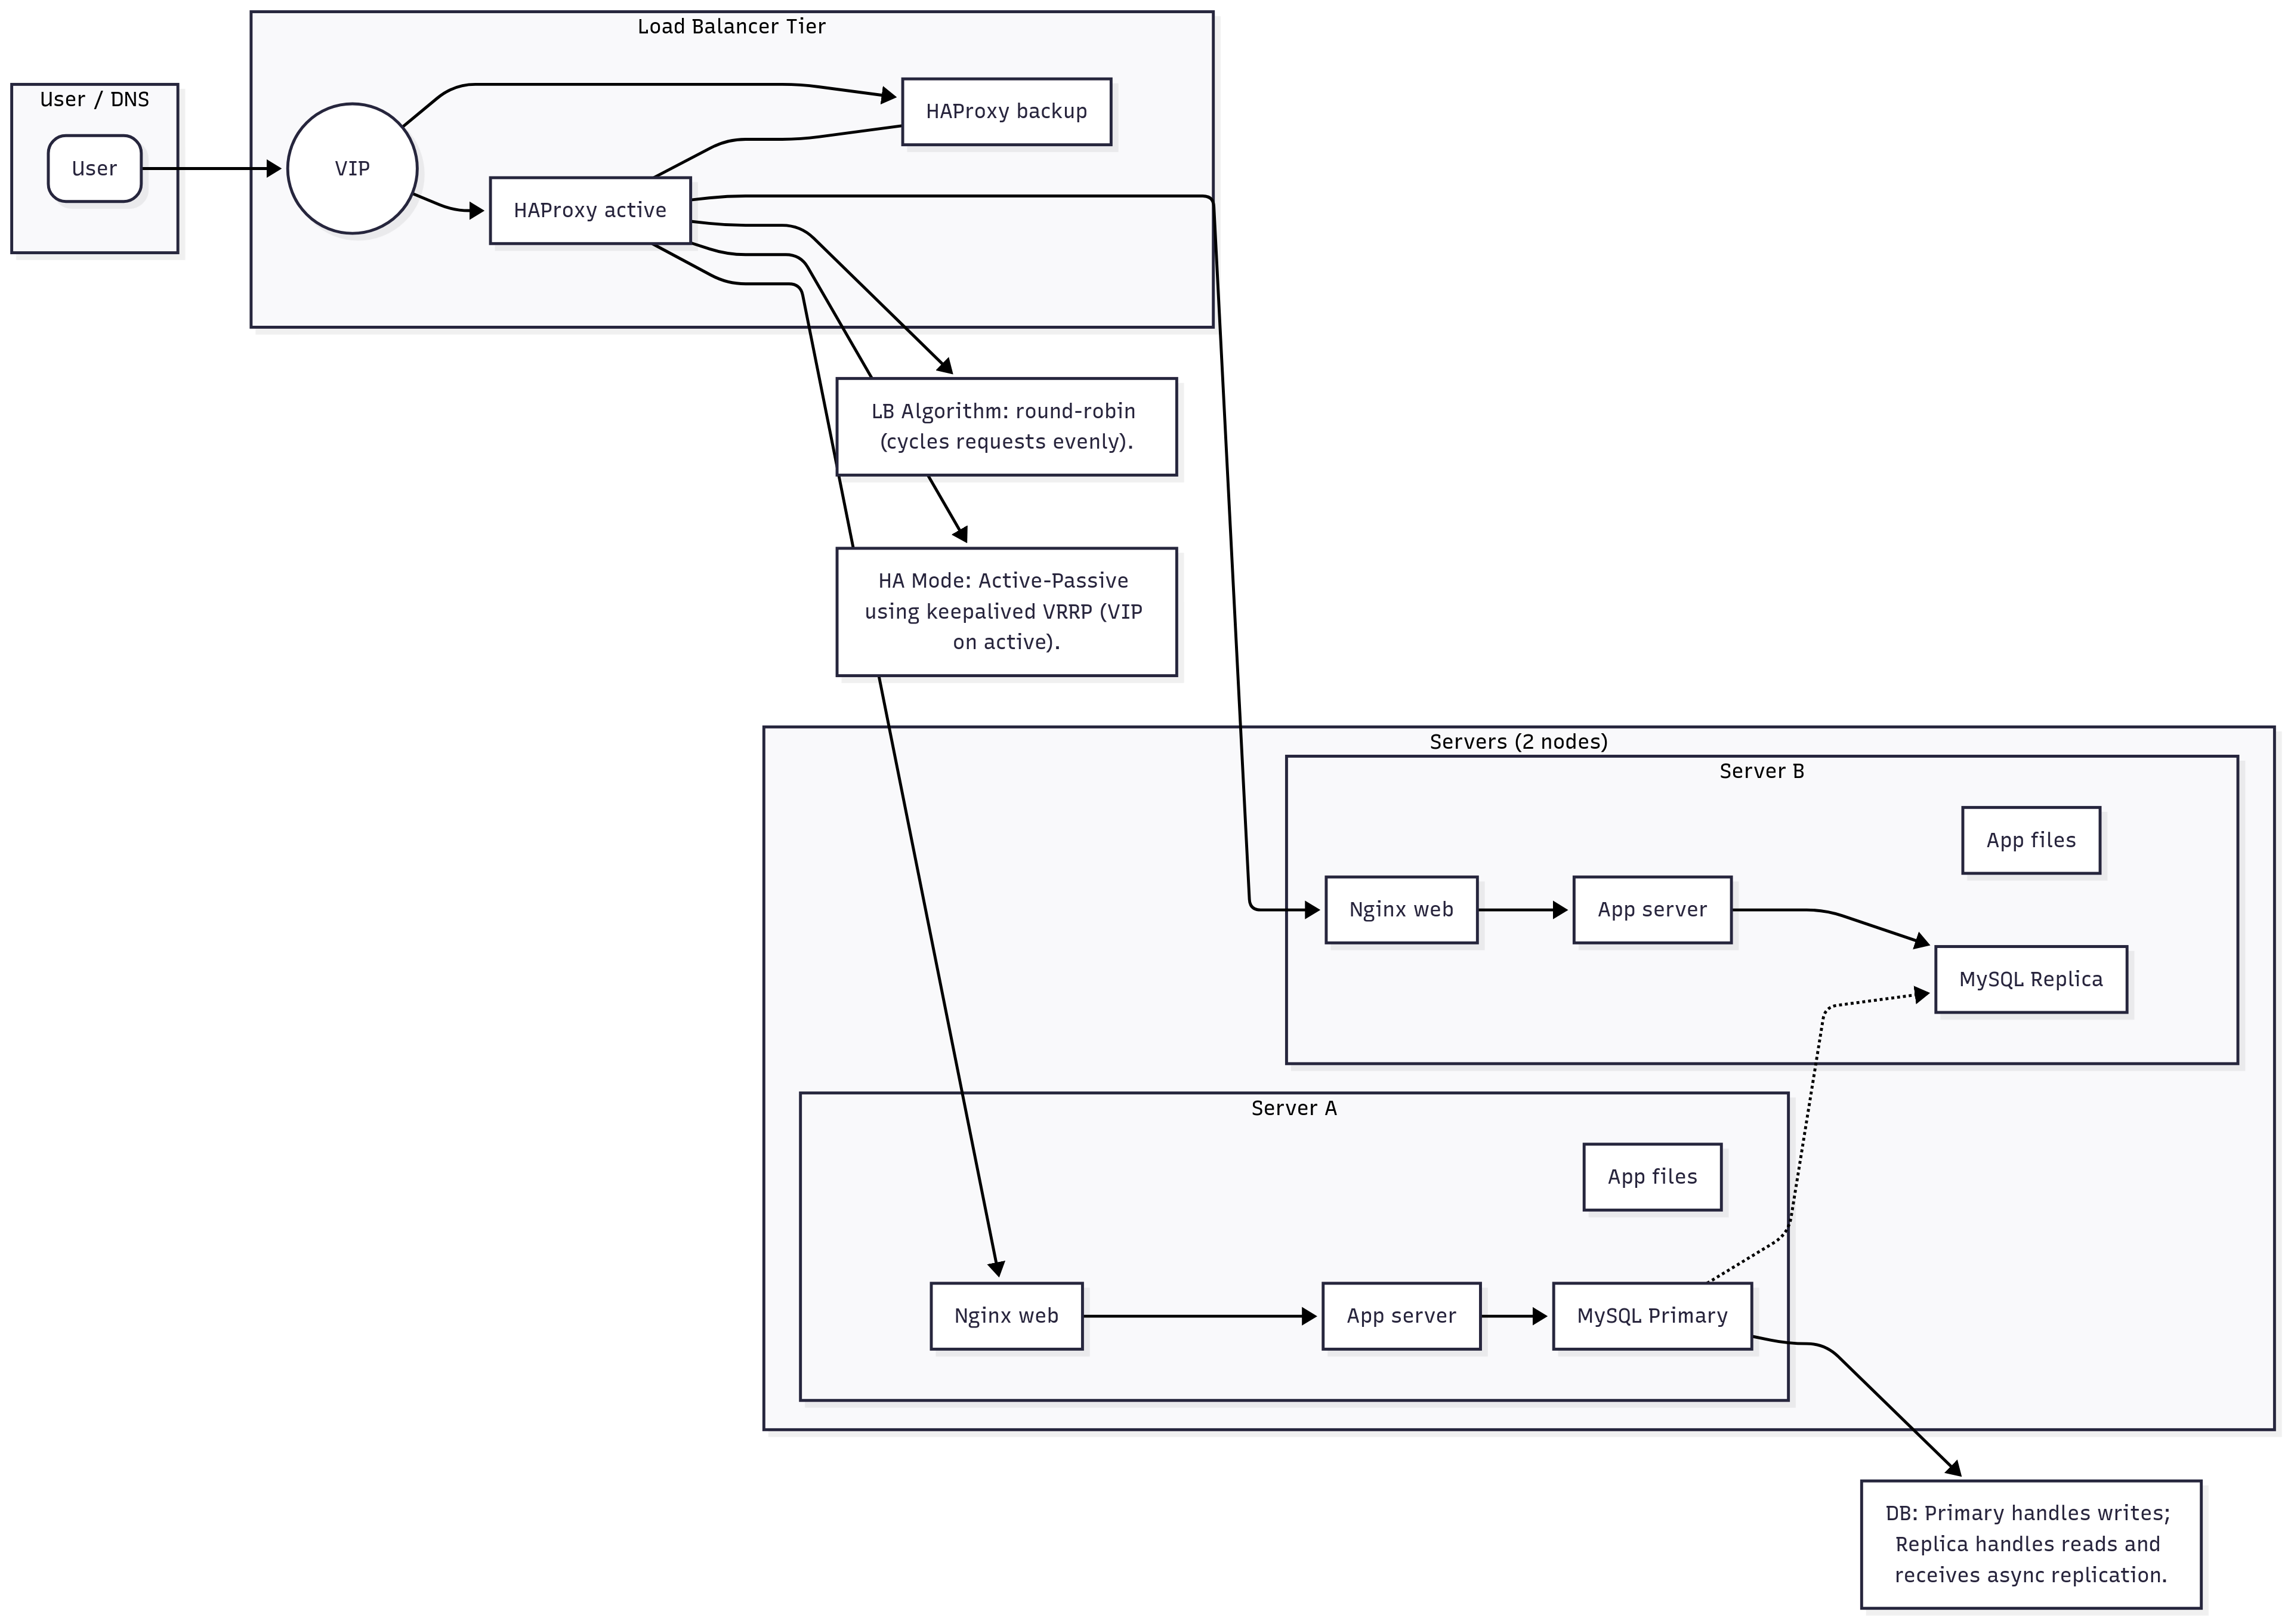 Load Balancer Tier
User / DNS
User
VIP
HAProxy backup
HAProxy active
LB Algorithm: round-robin
(cycles requests evenly).
HA Mode: Active-Passive
using keepalived VRRP (VIP
on active).
Servers (2 nodes)
Server B
App files
Nginx web
App server
MySQL Replica
Server A
App files
Nginx web
App server
MySQL Primary
DB: Primary handles writes;
Replica handles reads and
receives async replication.